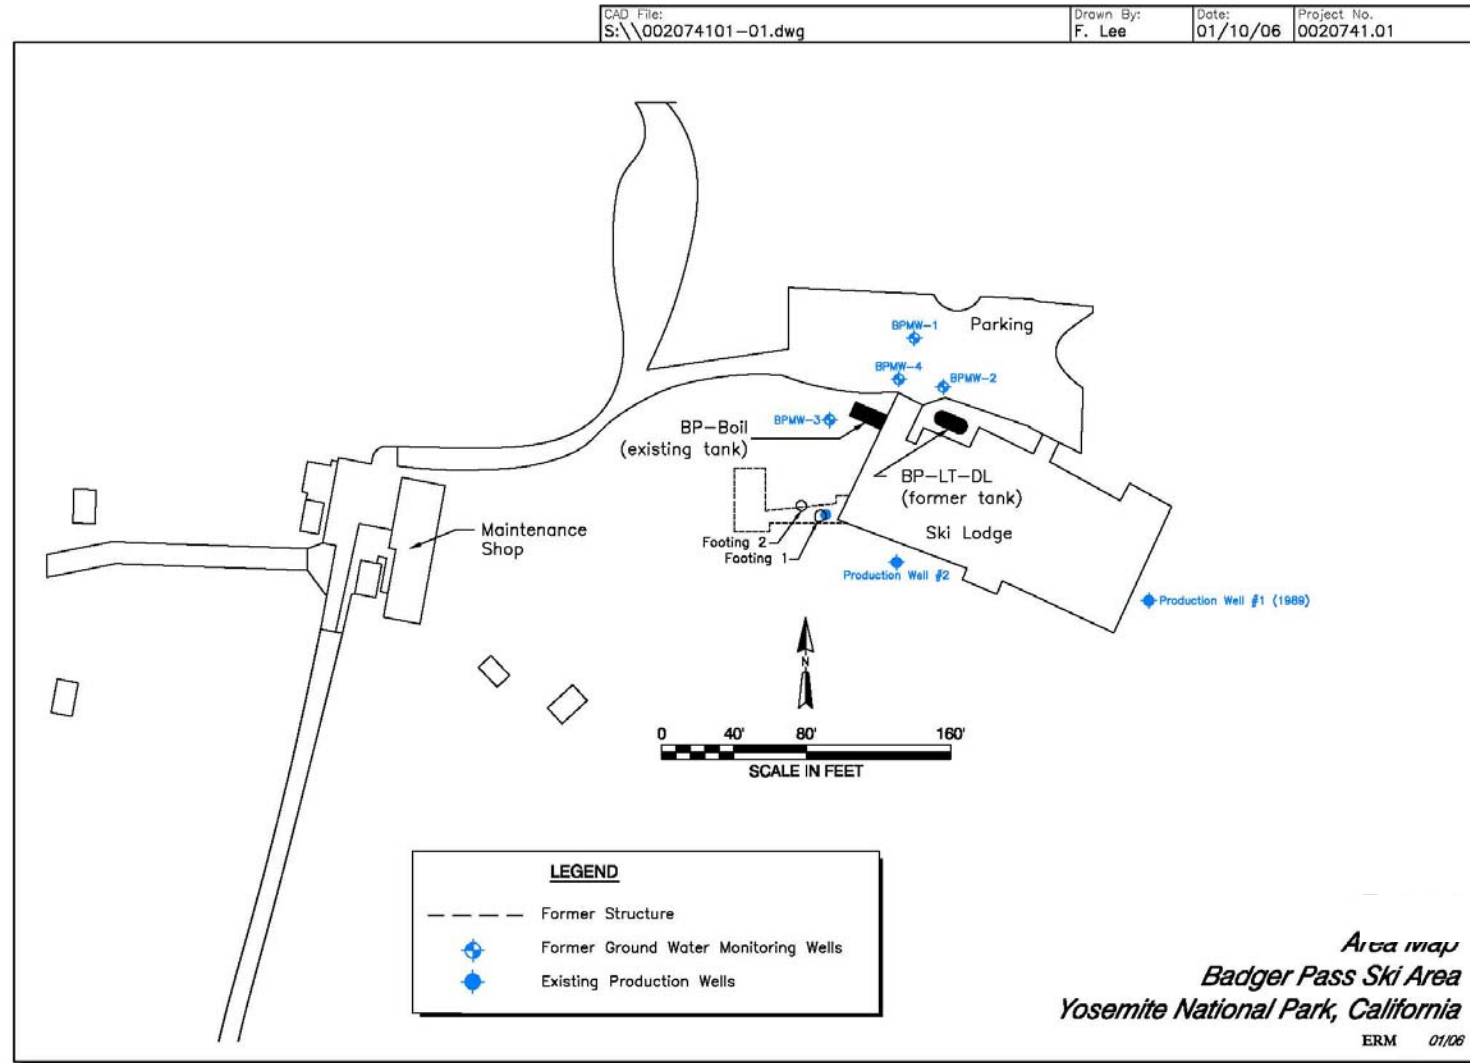 CAD File:
S:\\002074101-01.dwg
Drawn By:
F. Lee
Date:
01/10/06
Project No.
0020741.01
BPMW-1
Parking
BPMW-4
BPMW-2
BPMW-3
BP-Boil
(existing tank)
BP-LT-DL
(former tank)
Ski Lodge
Maintenance
Shop
Footing 2
Footing 1
Production Well #2
Production Well #1 (1989)
N
0 40' 80' 160'
SCALE IN FEET
LEGEND
Former Structure
Former Ground Water Monitoring Wells
Existing Production Wells
Area Map
Badger Pass Ski Area
Yosemite National Park, California
ERM 01/06